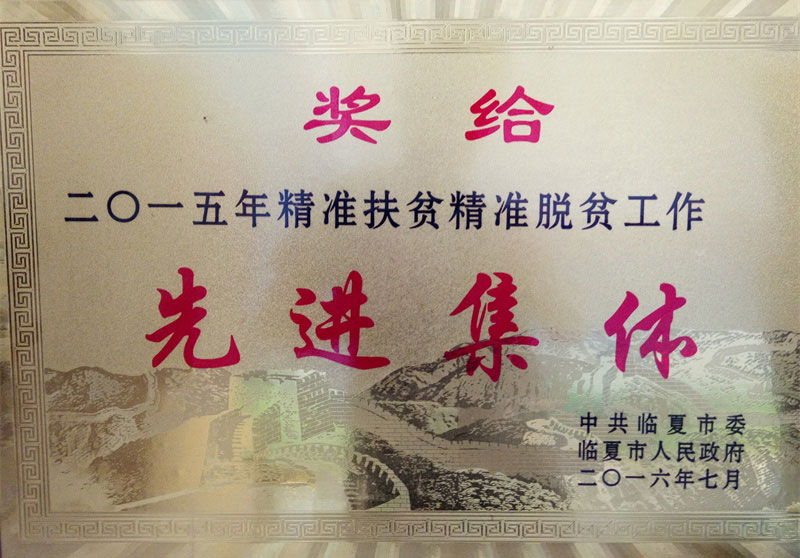 奖给
二〇一五年精准扶贫精准脱贫工作
先进集体
中共临夏市委
临夏市人民政府
二〇一六年七月